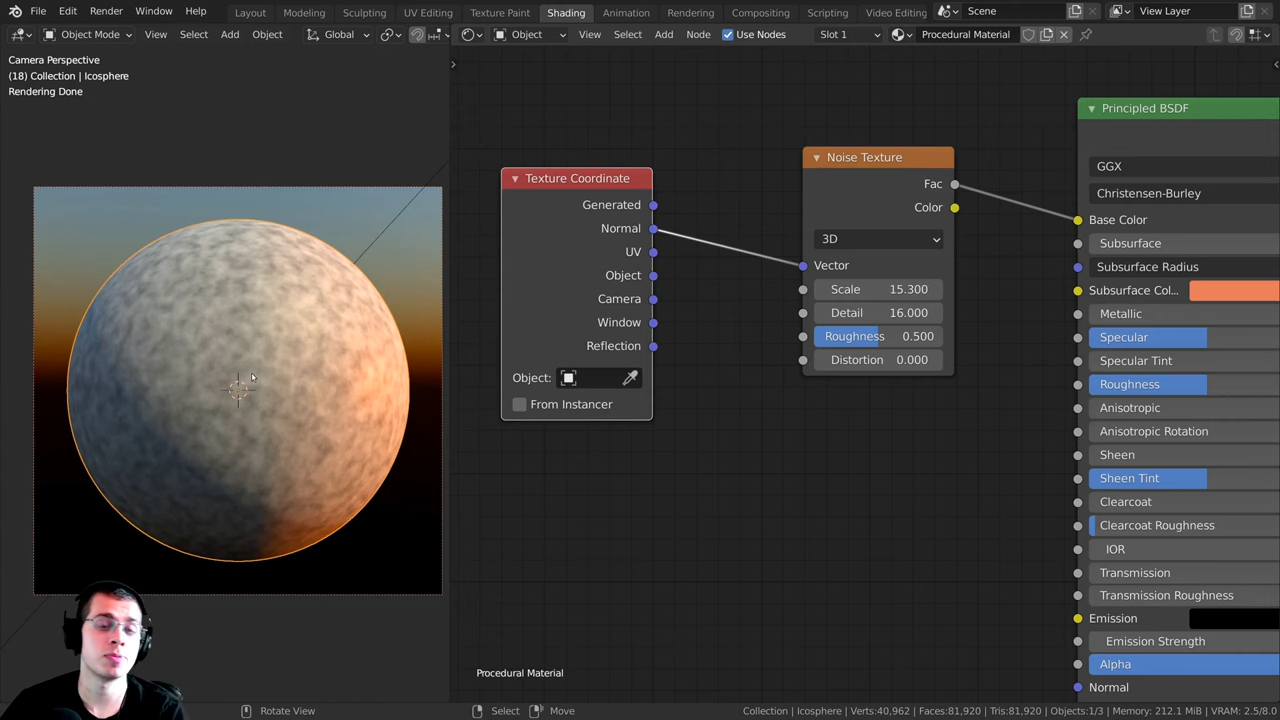 File Edit Render Window Help Layout Modeling Sculpting UV Editing Texture Paint Shading Animation Rendering Compositing Scripting Video Editing Scene View Layer
Object Mode View Select Add Object Global Object View Select Add Node Use Nodes Slot 1 Procedural Material
Camera Perspective
(18) Collection | Icosphere
Rendering Done
Texture Coordinate
Generated
Normal
UV
Object
Camera
Window
Reflection
Object:
From Instancer
Noise Texture
Fac
Color
3D
Vector
Scale 15.300
Detail 16.000
Roughness 0.500
Distortion 0.000
Principled BSDF
GGX
Christensen-Burley
Base Color
Subsurface
Subsurface Radius
Subsurface Col...
Metallic
Specular
Specular Tint
Roughness
Anisotropic
Anisotropic Rotation
Sheen
Sheen Tint
Clearcoat
Clearcoat Roughness
IOR
Transmission
Transmission Roughness
Emission
Emission Strength
Alpha
Normal
Procedural Material
Rotate View Select Move Collection | Icosphere | Verts:40,962 | Faces:81,920 | Tris:81,920 | Objects:1/3 | Memory: 212.1 MiB | VRAM: 2.5/8.0